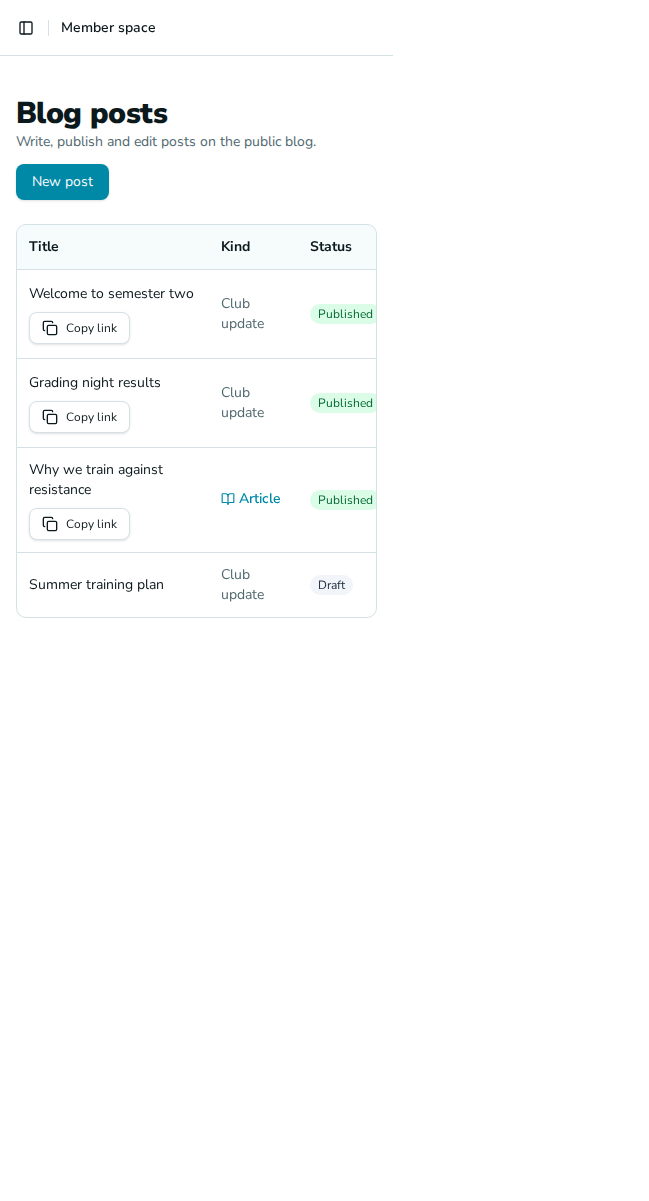 Member space
Blog posts
Write, publish and edit posts on the public blog.
New post
Title Kind Status
Welcome to semester two
Copy link
Club
update
Published
Grading night results
Copy link
Club
update
Published
Why we train against
resistance
Copy link
Article
Published
Summer training plan
Club
update
Draft